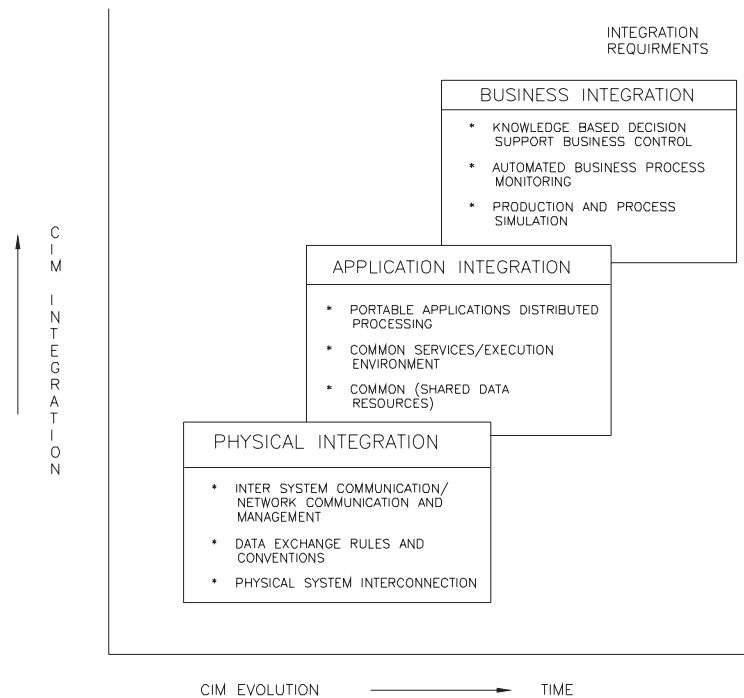 INTEGRATION
REQUIRMENTS
BUSINESS INTEGRATION
* KNOWLEDGE BASED DECISION
SUPPORT BUSINESS CONTROL
* AUTOMATED BUSINESS PROCESS
MONITORING
* PRODUCTION AND PROCESS
SIMULATION
APPLICATION INTEGRATION
* PORTABLE APPLICATIONS DISTRIBUTED
PROCESSING
* COMMON SERVICES/EXECUTION
ENVIRONMENT
* COMMON (SHARED DATA
RESOURCES)
PHYSICAL INTEGRATION
* INTER SYSTEM COMMUNICATION/
NETWORK COMMUNICATION AND
MANAGEMENT
* DATA EXCHANGE RULES AND
CONVENTIONS
* PHYSICAL SYSTEM INTERCONNECTION
CIM INTEGRATION
CIM EVOLUTION TIME